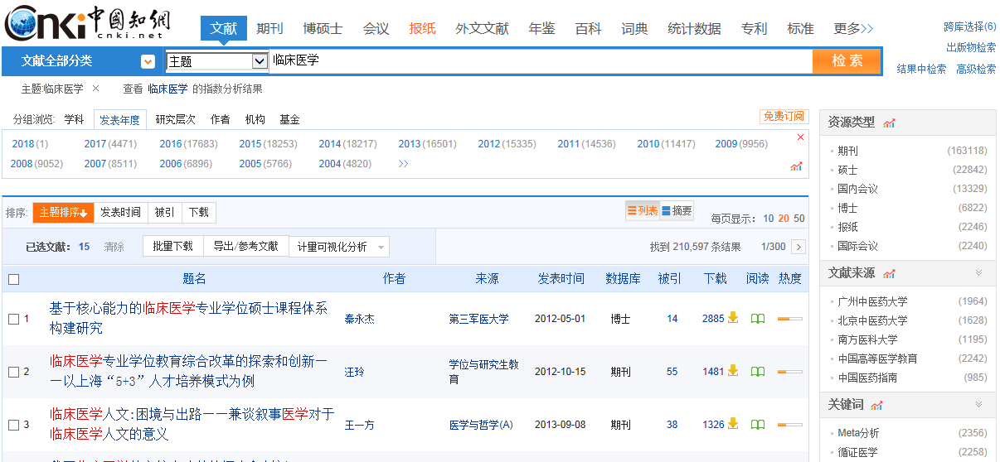 Cnki 中国知網
cnki.net
文献 期刊 博硕士 会议 报纸 外文文献 年鉴 百科 词典 统计数据 专利 标准 更多>>
跨库选择(6)
出版物检索
文献全部分类 主题 临床医学 检 索
结果中检索 高级检索
主题:临床医学 × 查看 临床医学 的指数分析结果
分组浏览: 学科 发表年度 研究层次 作者 机构 基金 免费订阅
2018(1) 2017(4471) 2016(17683) 2015(18253) 2014(18217) 2013(16501) 2012(15335) 2011(14536) 2010(11417) 2009(9956) ×
2008(9052) 2007(8511) 2006(6896) 2005(5766) 2004(4820) >>
排序: 主题排序↓ 发表时间 被引 下载 列表 摘要 每页显示: 10 20 50
已选文献: 15 清除 批量下载 导出/参考文献 计量可视化分析 找到 210,597 条结果 1/300 >
题名 作者 来源 发表时间 数据库 被引 下载 阅读 热度
1 基于核心能力的临床医学专业学位硕士课程体系
构建研究 秦永杰 第三军医大学 2012-05-01 博士 14 2885
2 临床医学专业学位教育综合改革的探索和创新—
—以上海“5+3”人才培养模式为例 汪玲 学位与研究生教
育 2012-10-15 期刊 55 1481
3 临床医学人文:困境与出路——兼谈叙事医学对于
临床医学人文的意义 王一方 医学与哲学(A) 2013-09-08 期刊 38 1326
资源类型
期刊 (163118)
硕士 (22842)
国内会议 (13329)
博士 (6822)
报纸 (2246)
国际会议 (2240)
文献来源
广州中医药大学 (1964)
北京中医药大学 (1628)
南方医科大学 (1195)
中国高等医学教育 (2242)
中国医药指南 (985)
关键词
Meta分析 (2356)
循证医学 (2258)